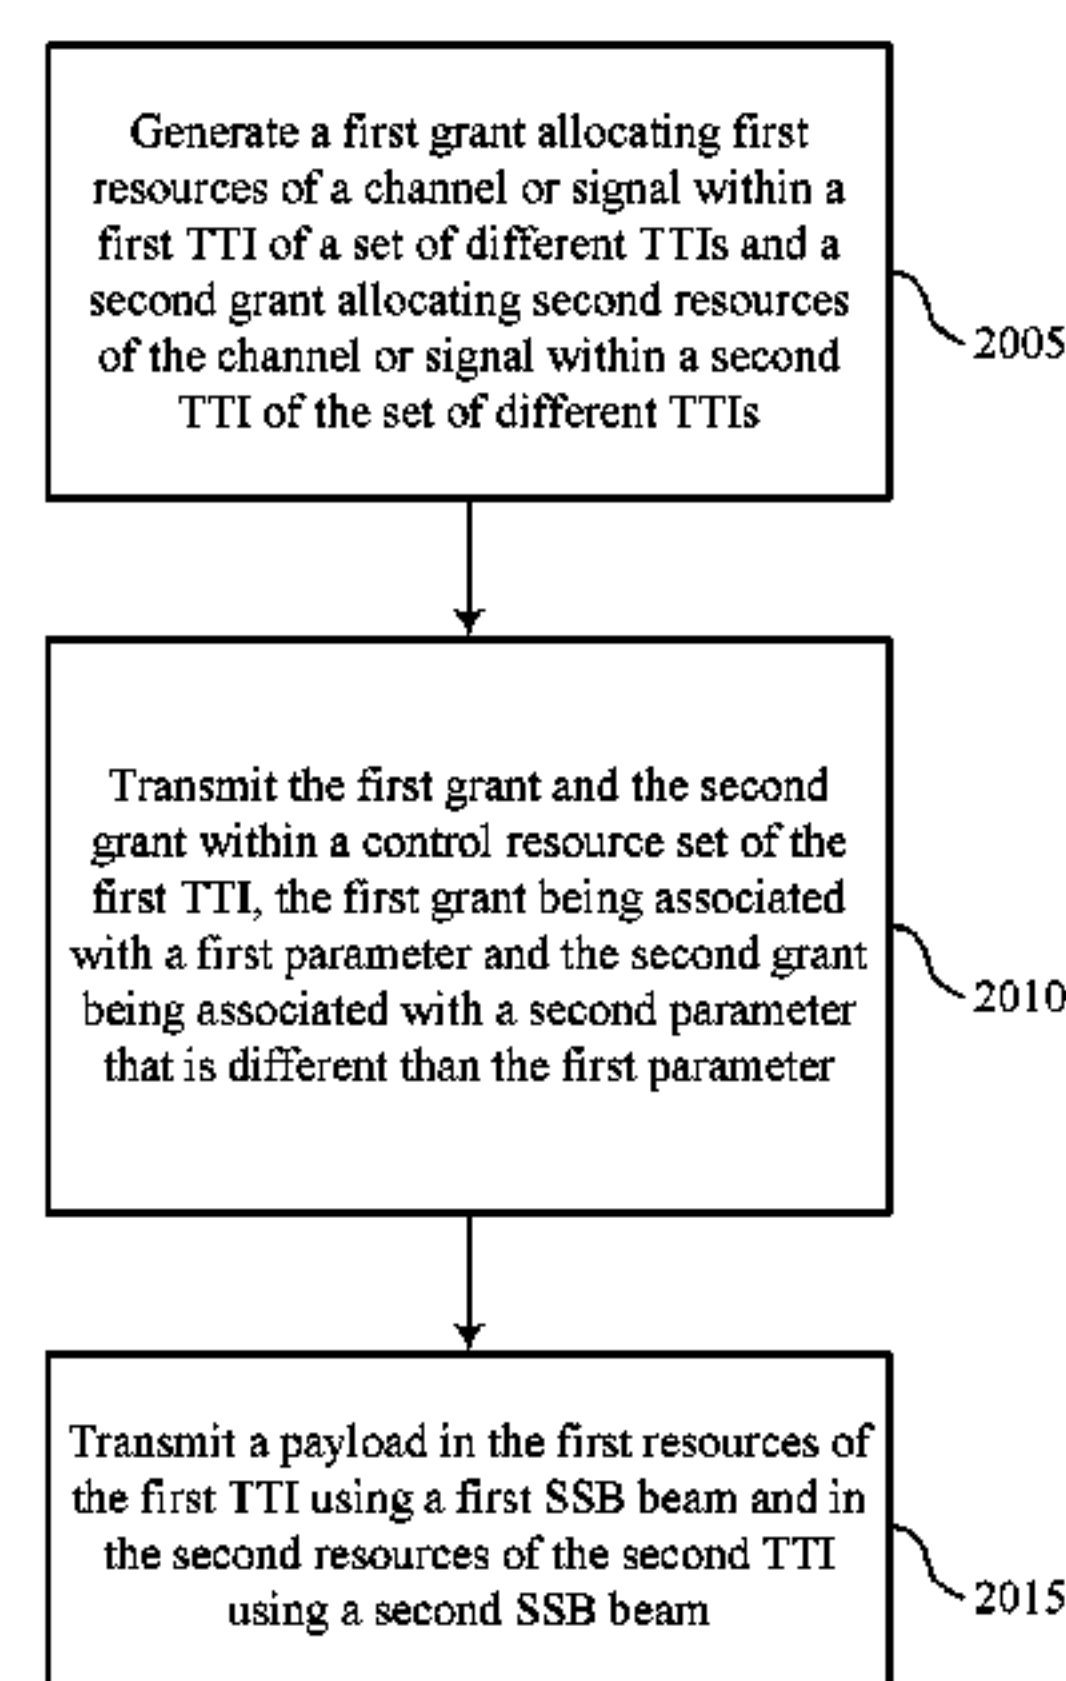 Generate a first grant allocating first
resources of a channel or signal within a
first TTI of a set of different TTIs and a
second grant allocating second resources
of the channel or signal within a second
TTI of the set of different TTIs
2005
Transmit the first grant and the second
grant within a control resource set of the
first TTI, the first grant being associated
with a first parameter and the second grant
being associated with a second parameter
that is different than the first parameter
2010
Transmit a payload in the first resources of
the first TTI using a first SSB beam and in
the second resources of the second TTI
using a second SSB beam
2015